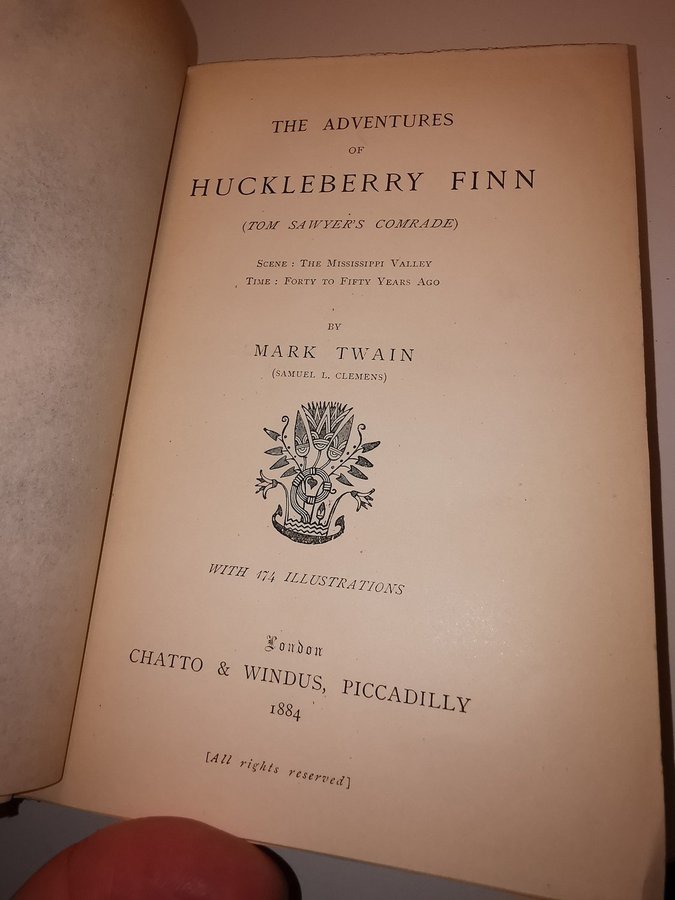 THE ADVENTURES
OF
HUCKLEBERRY FINN
(TOM SAWYER'S COMRADE)
SCENE : THE MISSISSIPPI VALLEY
TIME : FORTY TO FIFTY YEARS AGO
BY
MARK TWAIN
(SAMUEL L. CLEMENS)
WITH 174 ILLUSTRATIONS
London
CHATTO & WINDUS, PICCADILLY
1884
[All rights reserved]